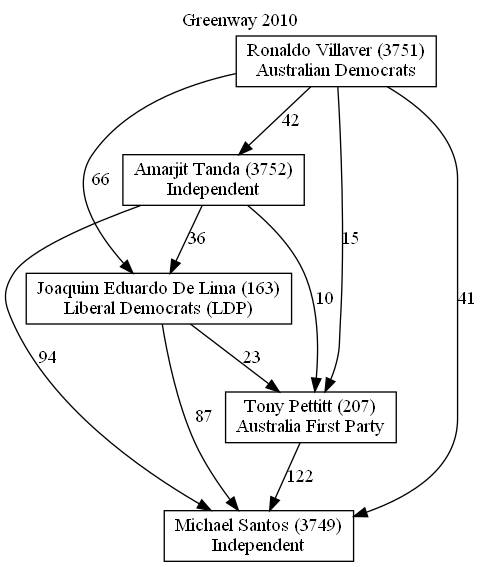 Greenway 2010
Ronaldo Villaver (3751)
Australian Democrats
42
Amarjit Tanda (3752)
Independent
66
36
15
10
41
Joaquim Eduardo De Lima (163)
Liberal Democrats (LDP)
94
23
87
Tony Pettitt (207)
Australia First Party
122
Michael Santos (3749)
Independent